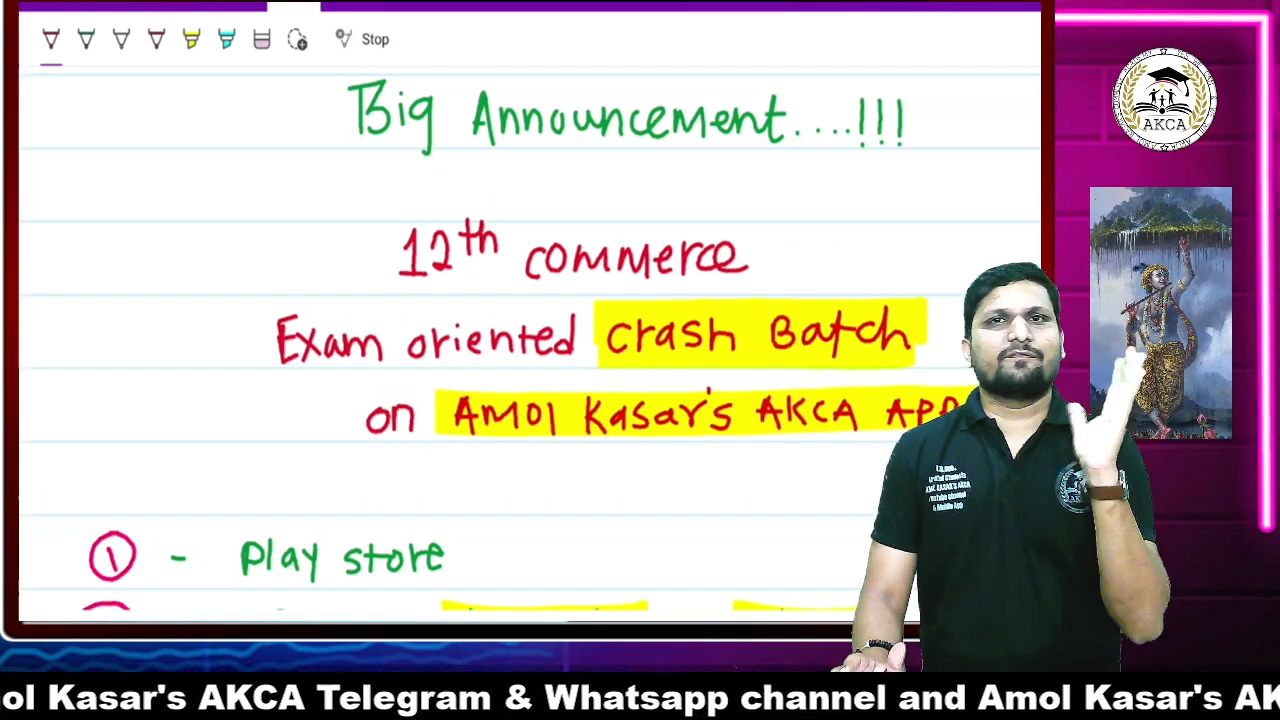 Stop
Big Announcement....!!!
12th commerce
Exam oriented crash Batch
on Amol Kasar's AKCA APP
① - Play store
AKCA
ol Kasar's AKCA Telegram & Whatsapp channel and Amol Kasar's AK